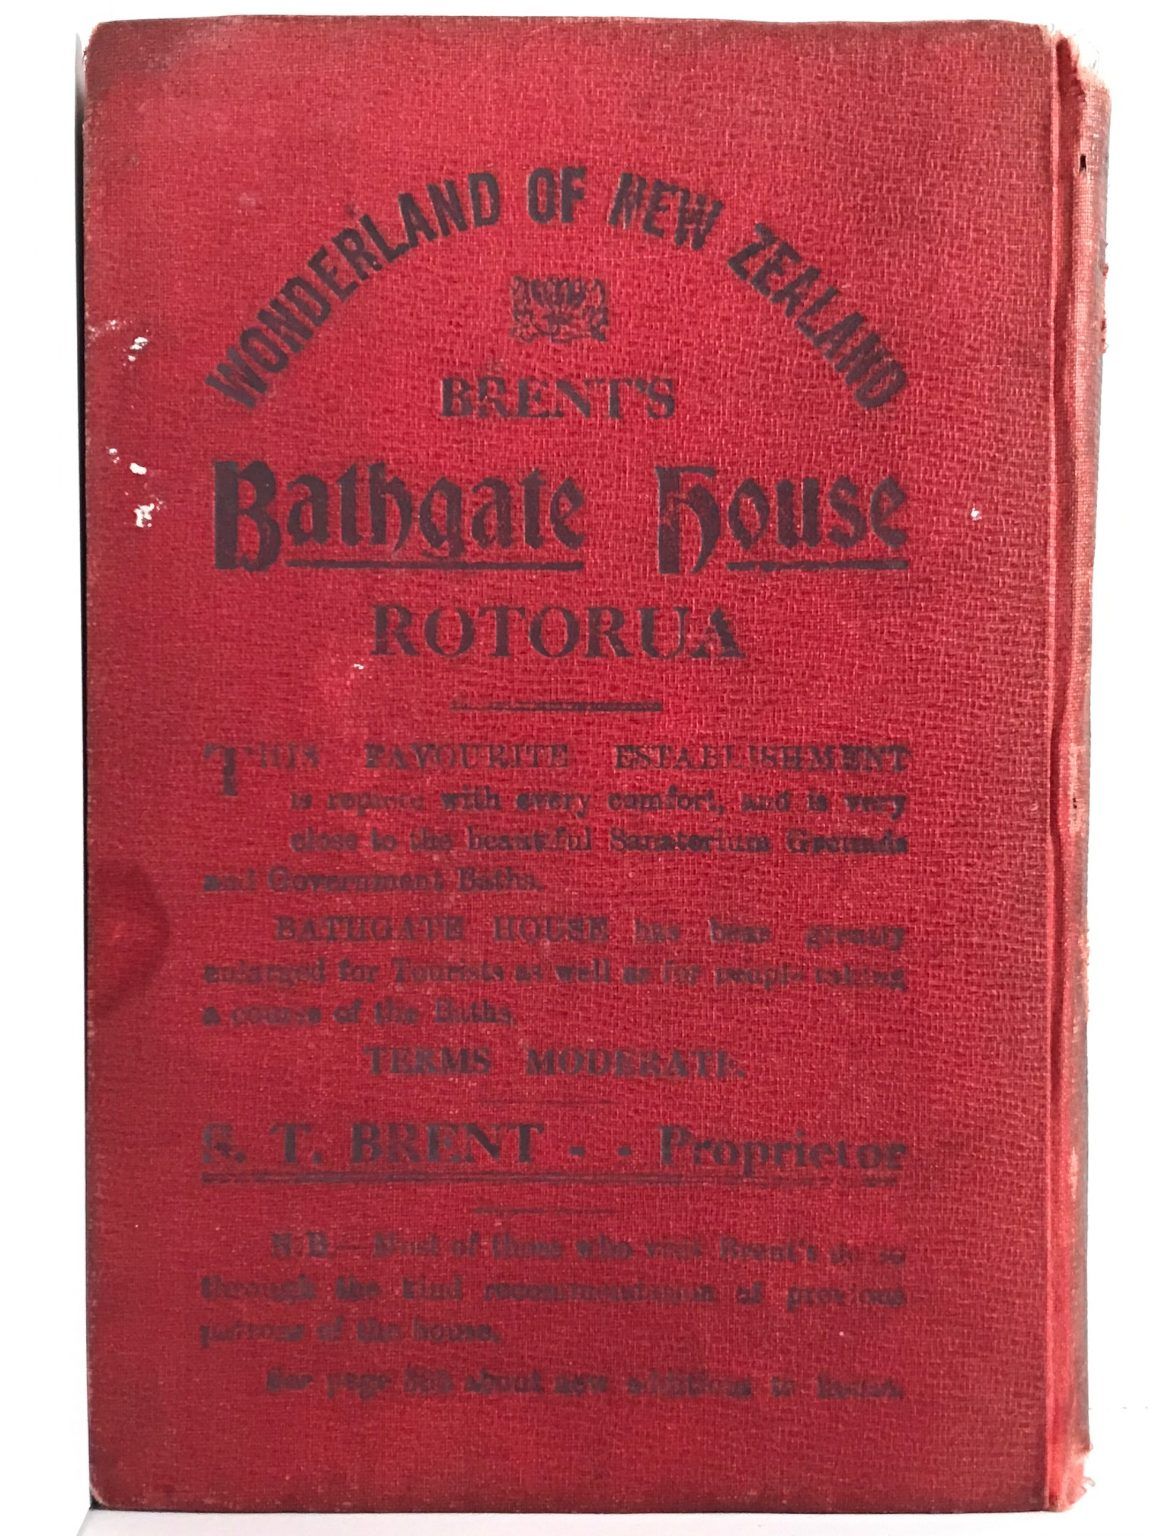 WONDERLAND OF NEW ZEALAND
BRENT'S
Bathgate House
ROTORUA
THIS FAVOURITE ESTABLISHMENT
is replete with every comfort, and is very
close to the beautiful Sanatorium Grounds
and Government Baths.
BATHGATE HOUSE has been greatly
enlarged for Tourists as well as for people taking
a course of the Baths.
TERMS MODERATE.
T. BRENT - - Proprietor
N.B.—Most of those who visit Brent's do so
through the kind recommendation of previous
patrons of the house.
See page about new additions to